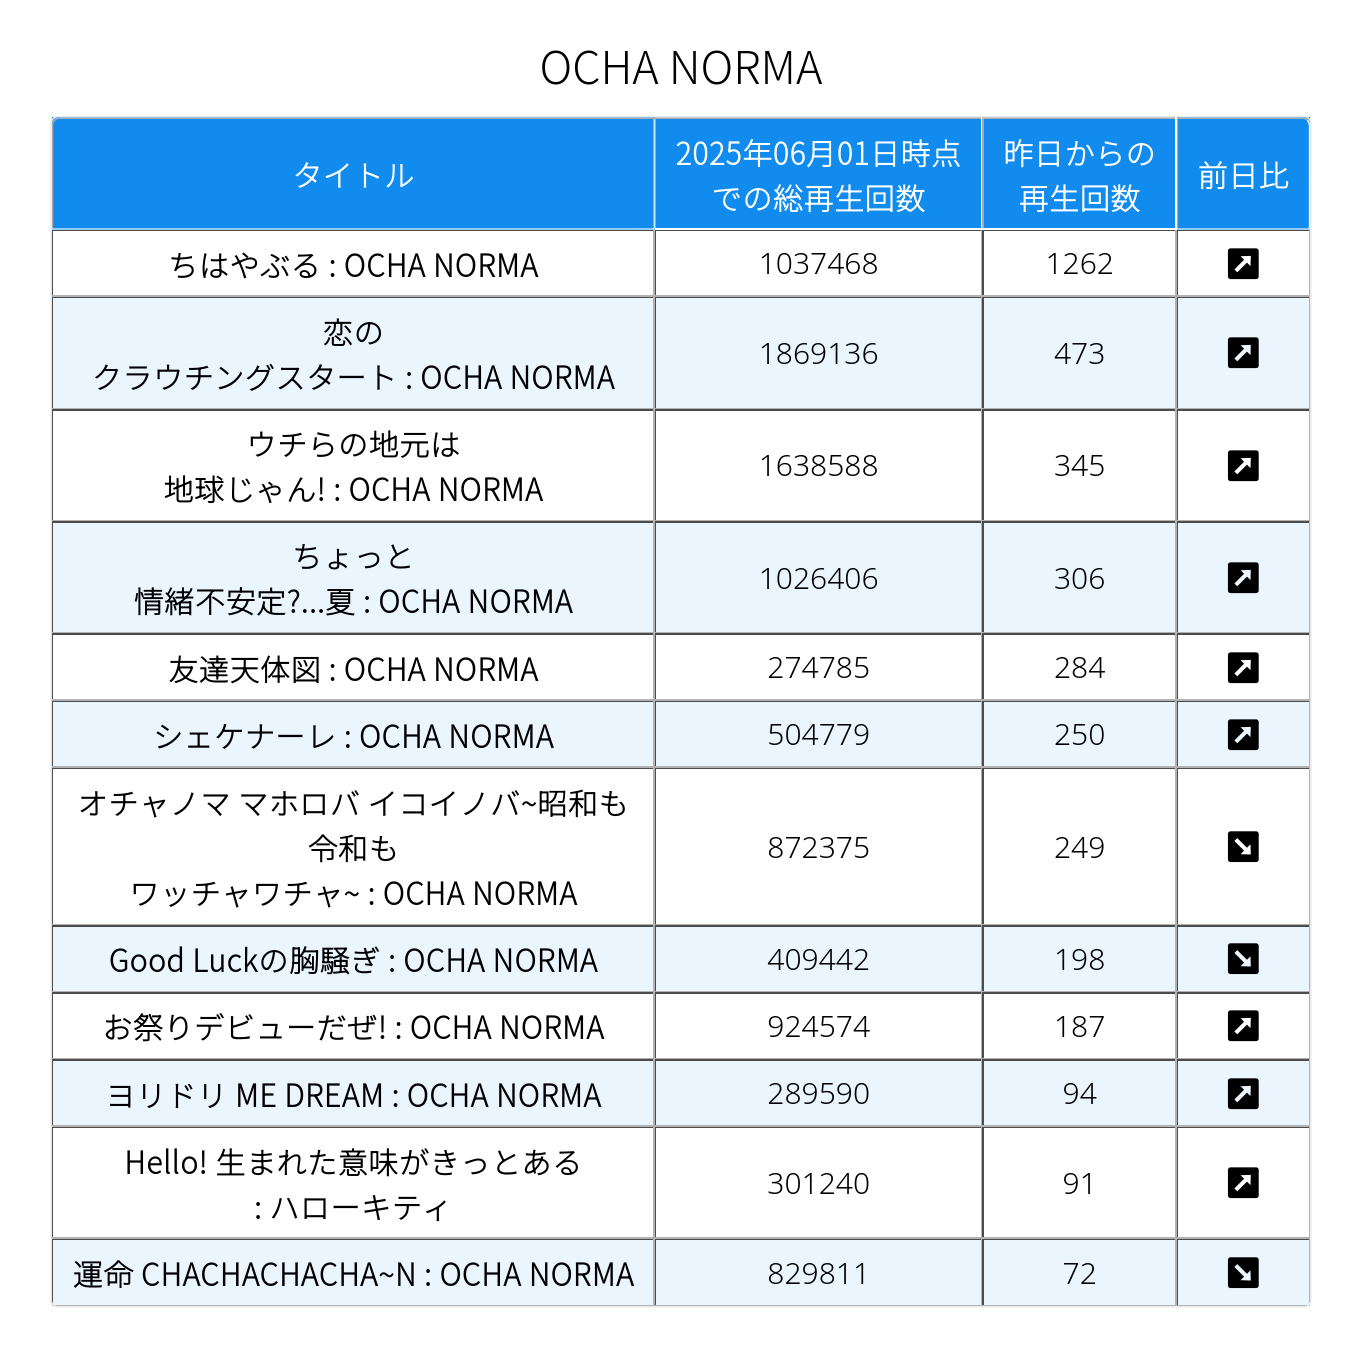 OCHA NORMA
タイトル
2025年06月01日時点
での総再生回数
昨日からの
再生回数
前日比
ちはやぶる : OCHA NORMA
1037468
1262
恋の
クラウチングスタート : OCHA NORMA
1869136
473
ウチらの地元は
地球じゃん! : OCHA NORMA
1638588
345
ちょっと
情緒不安定?...夏 : OCHA NORMA
1026406
306
友達天体図 : OCHA NORMA
274785
284
シェケナーレ : OCHA NORMA
504779
250
オチャノマ マホロバ イコイノバ~昭和も
令和も
ワッチャワチャ~ : OCHA NORMA
872375
249
Good Luckの胸騒ぎ : OCHA NORMA
409442
198
お祭りデビューだぜ! : OCHA NORMA
924574
187
ヨリドリ ME DREAM : OCHA NORMA
289590
94
Hello! 生まれた意味がきっとある
: ハローキティ
301240
91
運命 CHACHACHACHA~N : OCHA NORMA
829811
72